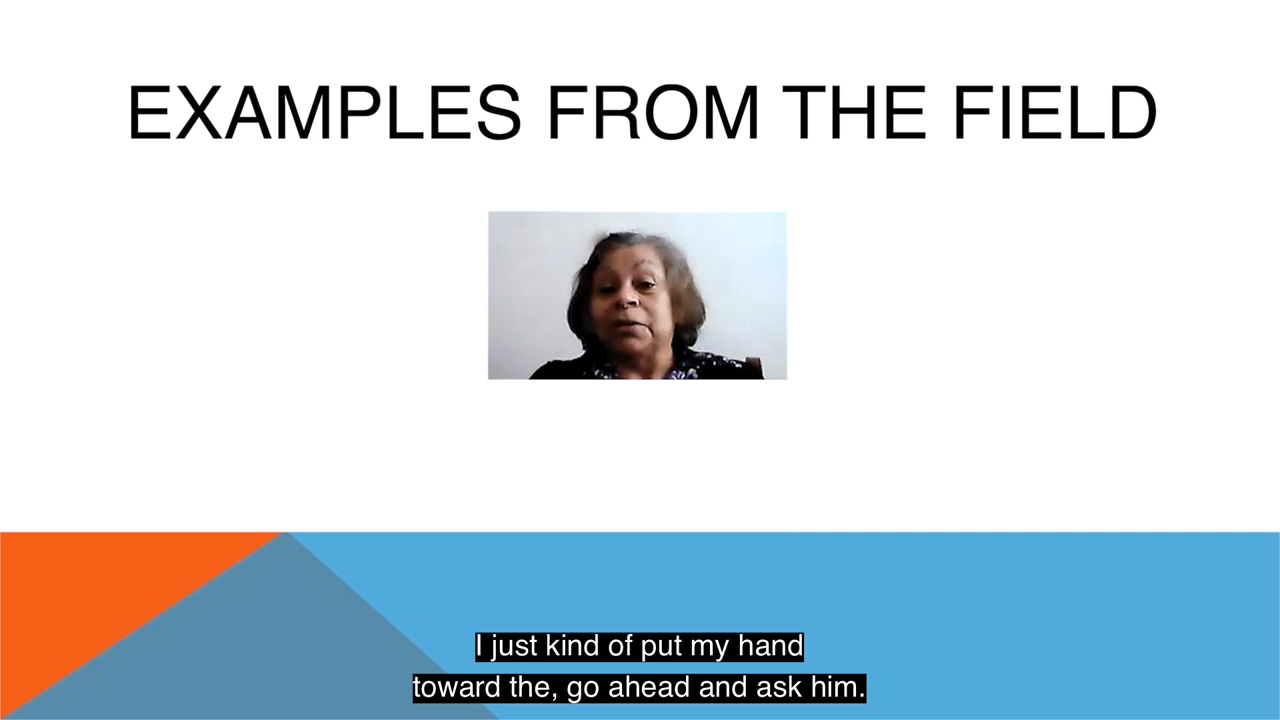 EXAMPLES FROM THE FIELD
I just kind of put my hand
toward the, go ahead and ask him.